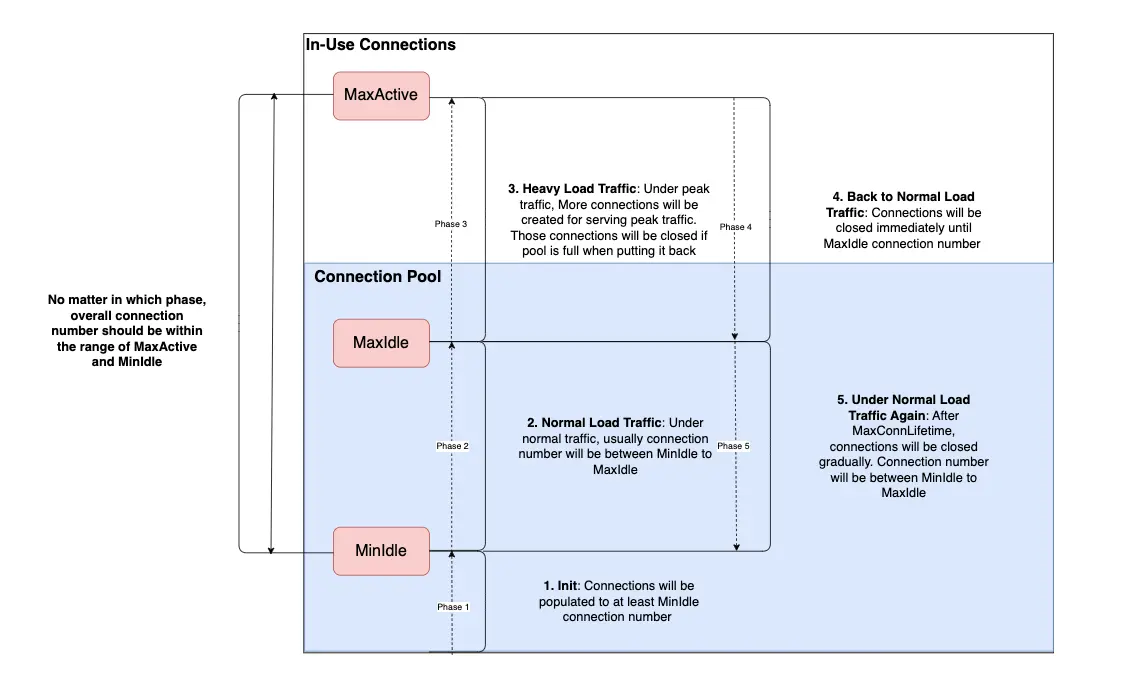 In-Use Connections
MaxActive
3. Heavy Load Traffic: Under peak
traffic, More connections will be
created for serving peak traffic.
Those connections will be closed if
pool is full when putting it back
Phase 3
Phase 4
4. Back to Normal Load
Traffic: Connections will be
closed immediately until
MaxIdle connection number
Connection Pool
No matter in which phase,
overall connection
number should be within
the range of MaxActive
and MinIdle
MaxIdle
2. Normal Load Traffic: Under
normal traffic, usually connection
number will be between MinIdle to
MaxIdle
Phase 2
Phase 5
5. Under Normal Load
Traffic Again: After
MaxConnLifetime,
connections will be closed
gradually. Connection number
will be between MinIdle to
MaxIdle
MinIdle
Phase 1
1. Init: Connections will be
populated to at least MinIdle
connection number